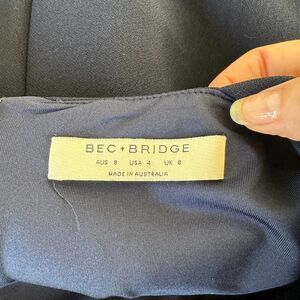 BEC+BRIDGE
AUS 8 USA 4 UK 8
MADE IN AUSTRALIA